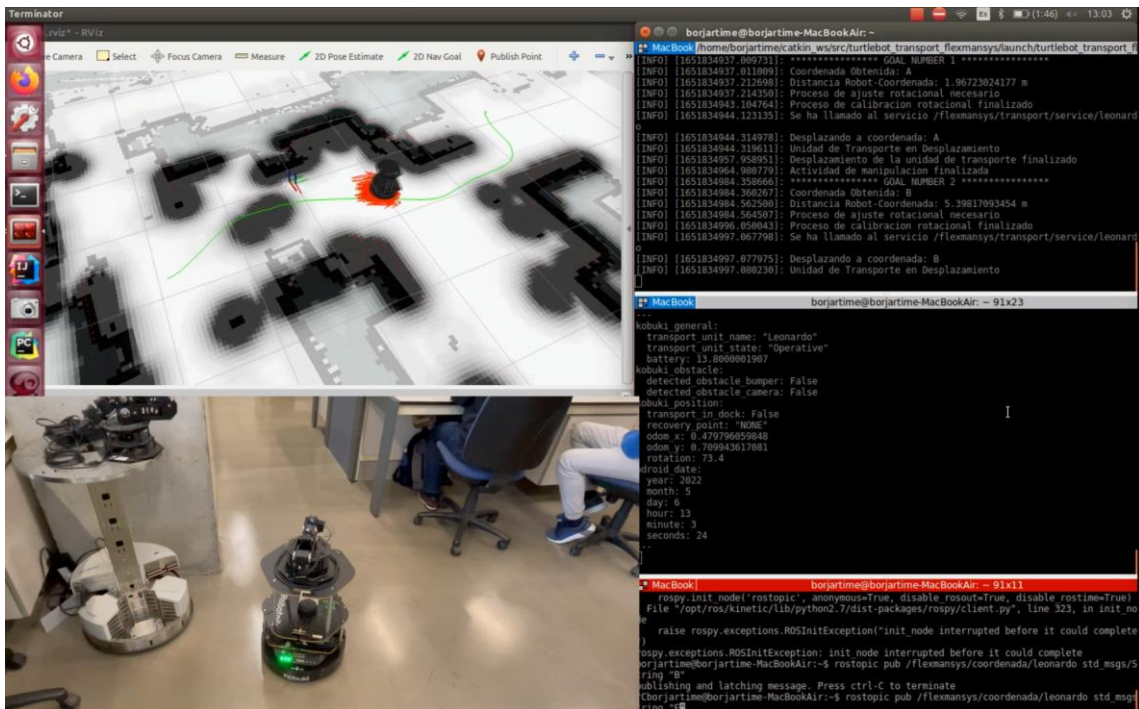 Terminator
Es
(1:46)
13:03
.rviz* - RViz
borjartime@borjartime-MacBookAir: ~
Camera
Select
Focus Camera
Measure
2D Pose Estimate
2D Nav Goal
Publish Point
MacBook /home/borjartime/catkin_ws/src/turtlebot_transport_flexmansys/launch/turtlebot_transport_fl
[INFO] [1651834937.009731]: **************** GOAL NUMBER 1 ****************
[INFO] [1651834937.011009]: Coordenada Obtenida: A
[INFO] [1651834937.212698]: Distancia Robot-Coordenada: 1.96723024177 m
[INFO] [1651834937.214350]: Proceso de ajuste rotacional necesario
[INFO] [1651834943.104764]: Proceso de calibracion rotacional finalizado
[INFO] [1651834944.123135]: Se ha llamado al servicio /flexmansys/transport/service/leonard
o
[INFO] [1651834944.314978]: Desplazando a coordenada: A
[INFO] [1651834944.319611]: Unidad de Transporte en Desplazamiento
[INFO] [1651834957.958951]: Desplazamiento de la unidad de transporte finalizado
[INFO] [1651834964.980779]: Actividad de manipulacion finalizada
[INFO] [1651834984.358666]: **************** GOAL NUMBER 2 ****************
[INFO] [1651834984.360267]: Coordenada Obtenida: B
[INFO] [1651834984.562500]: Distancia Robot-Coordenada: 5.39817093454 m
[INFO] [1651834984.564507]: Proceso de ajuste rotacional necesario
[INFO] [1651834996.050043]: Proceso de calibracion rotacional finalizado
[INFO] [1651834997.067798]: Se ha llamado al servicio /flexmansys/transport/service/leonard
o
[INFO] [1651834997.077975]: Desplazando a coordenada: B
[INFO] [1651834997.080230]: Unidad de Transporte en Desplazamiento
MacBook borjartime@borjartime-MacBookAir: ~ 91x23
---
kobuki_general:
transport_unit_name: "Leonardo"
transport_unit_state: "Operative"
battery: 13.8000001907
kobuki_obstacle:
detected_obstacle_bumper: False
detected_obstacle_camera: False
kobuki_position:
transport_in_dock: False
recovery_point: "NONE"
odom_x: 0.479796059848
odom_y: 0.709943617081
rotation: 73.4
odroid_date:
year: 2022
month: 5
day: 6
hour: 13
minute: 3
seconds: 24
---
MacBook borjartime@borjartime-MacBookAir: ~ 91x11
rospy.init_node('rostopic', anonymous=True, disable_rosout=True, disable_rostime=True)
File "/opt/ros/kinetic/lib/python2.7/dist-packages/rospy/client.py", line 323, in init_no
de
raise rospy.exceptions.ROSInitException("init_node interrupted before it could complete
")
rospy.exceptions.ROSInitException: init_node interrupted before it could complete
borjartime@borjartime-MacBookAir:~$ rostopic pub /flexmansys/coordenada/leonardo std_msgs/S
tring "B"
publishing and latching message. Press ctrl-C to terminate
^Cborjartime@borjartime-MacBookAir:~$ rostopic pub /flexmansys/coordenada/leonardo std_msgs
tring "F